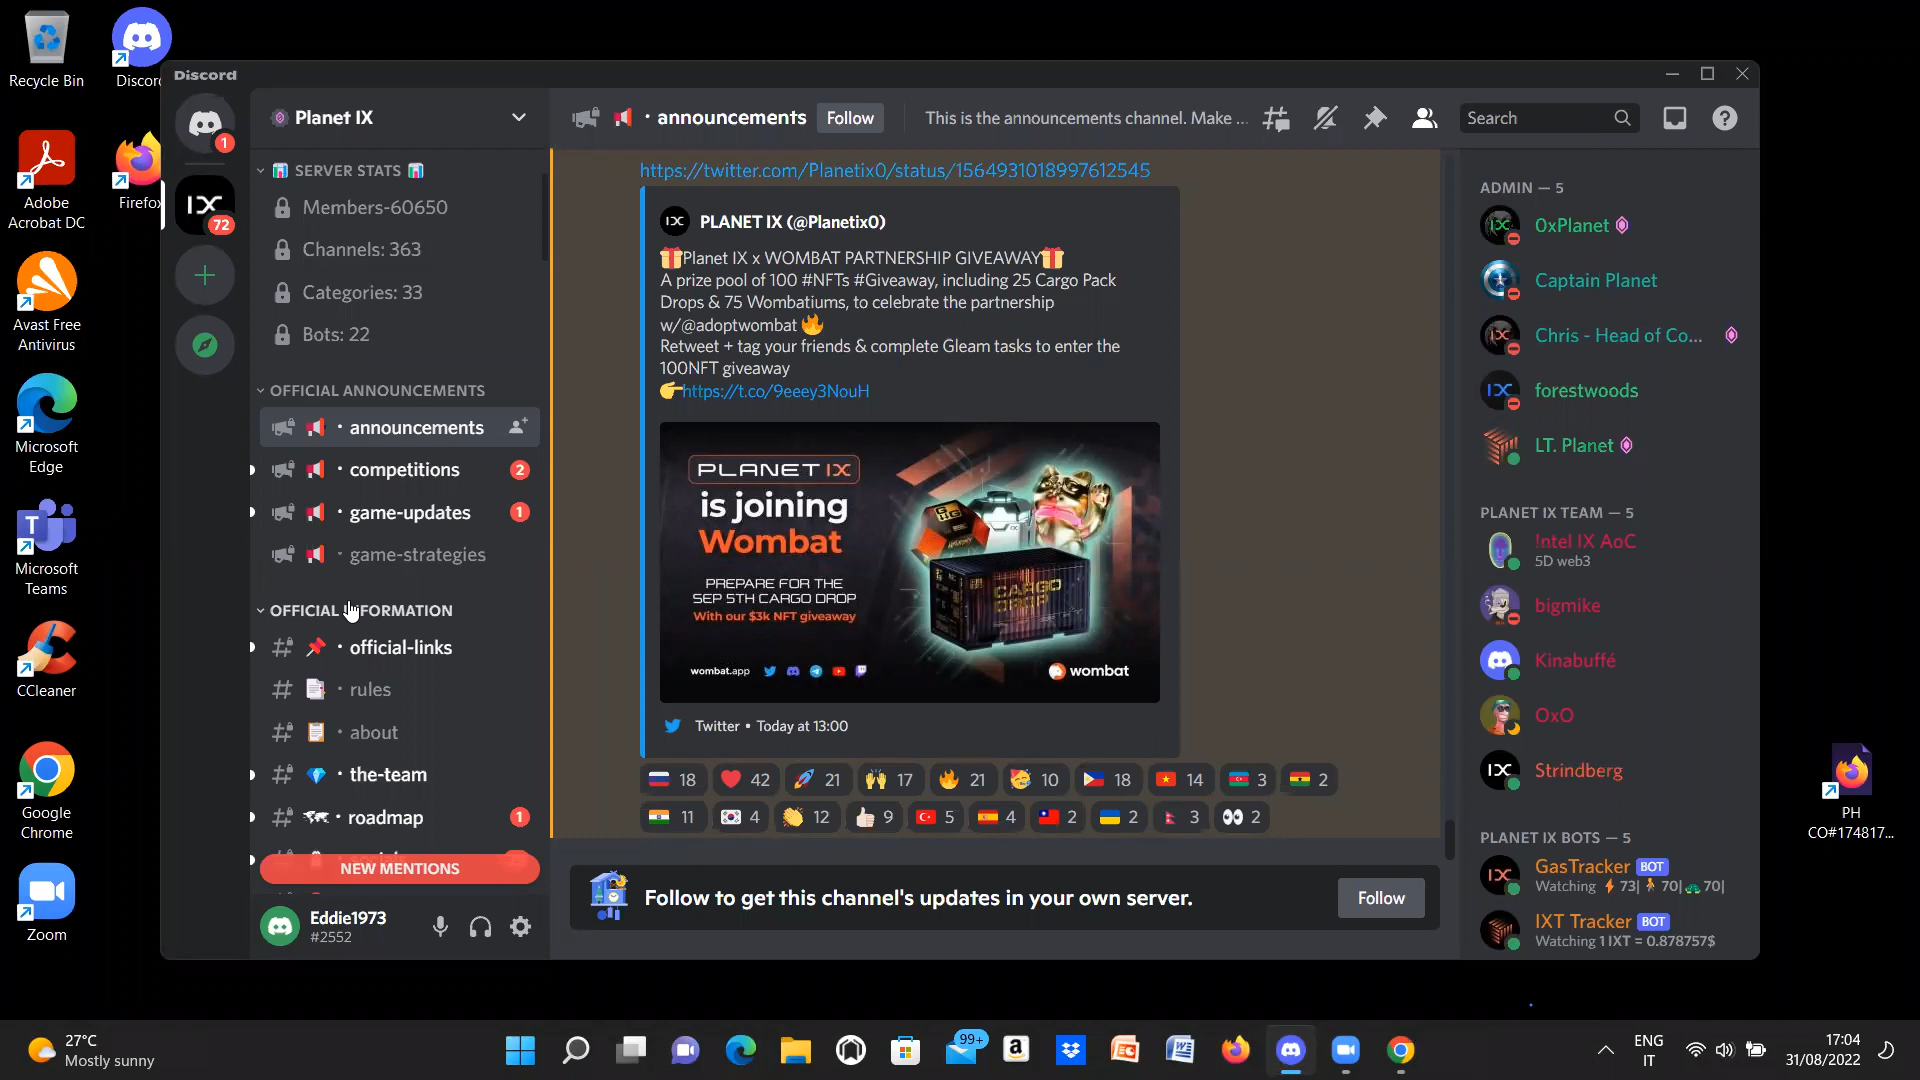 Recycle Bin
Discord
Adobe
Acrobat DC
Firefox
Avast Free
Antivirus
Microsoft
Edge
Microsoft
Teams
CCleaner
Google
Chrome
Zoom
PH
CO#174817...
Discord
1
IX
72
Planet IX
SERVER STATS
Members-60650
Channels: 363
Categories: 33
Bots: 22
OFFICIAL ANNOUNCEMENTS
announcements
competitions 2
game-updates 1
game-strategies
OFFICIAL INFORMATION
official-links
rules
about
the-team
roadmap 1
NEW MENTIONS
Eddie1973
#2552
announcements Follow This is the announcements channel. Make ... Search
https://twitter.com/Planetix0/status/1564931018997612545
PLANET IX (@Planetix0)
Planet IX x WOMBAT PARTNERSHIP GIVEAWAY
A prize pool of 100 #NFTs #Giveaway, including 25 Cargo Pack
Drops & 75 Wombatiums, to celebrate the partnership
w/@adoptwombat
Retweet + tag your friends & complete Gleam tasks to enter the
100NFT giveaway
https://t.co/9eeey3NouH
PLANET IX
is joining
Wombat
PREPARE FOR THE
SEP 5TH CARGO DROP
With our $3k NFT giveaway
CARGO
DROP
wombat.app
wombat
Twitter • Today at 13:00
18 42 21 17 21 10 18 14 3 2
11 4 12 9 5 4 2 2 3 2
Follow to get this channel's updates in your own server. Follow
ADMIN — 5
0xPlanet
Captain Planet
Chris - Head of Co...
forestwoods
LT. Planet
PLANET IX TEAM — 5
!ntel IX AoC
5D web3
bigmike
Kinabuffé
OxO
Strindberg
PLANET IX BOTS — 5
GasTracker BOT
Watching 73| 70| 70|
IXT Tracker BOT
Watching 1 IXT = 0.878757$
27°C
Mostly sunny
99+
ENG
IT
17:04
31/08/2022